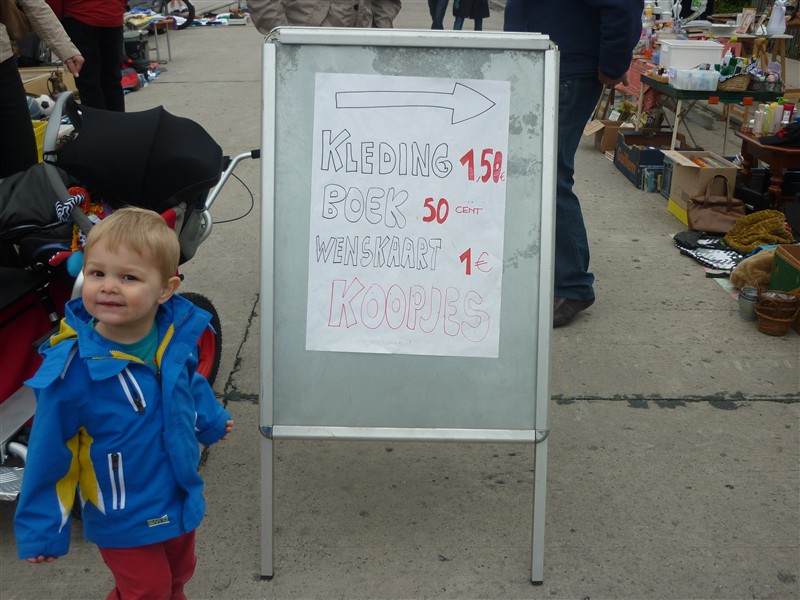 KLEDING 1,50€
BOEK 50 CENT
WENSKAART 1€
KOOPJES